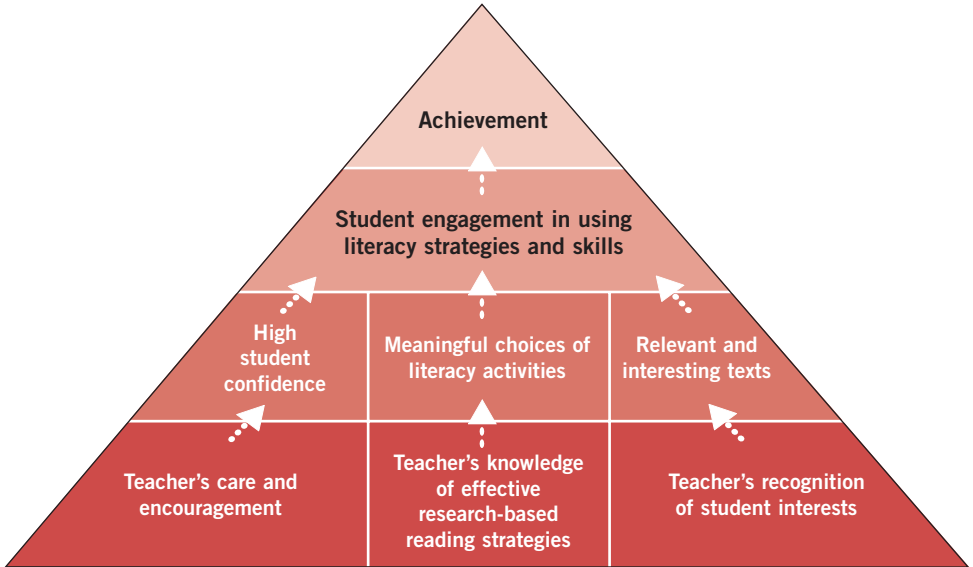 Achievement
Student engagement in using
literacy strategies and skills
High
student
confidence
Meaningful choices of
literacy activities
Relevant and
interesting texts
Teacher’s care and
encouragement
Teacher’s knowledge
of effective
research-based
reading strategies
Teacher’s recognition
of student interests